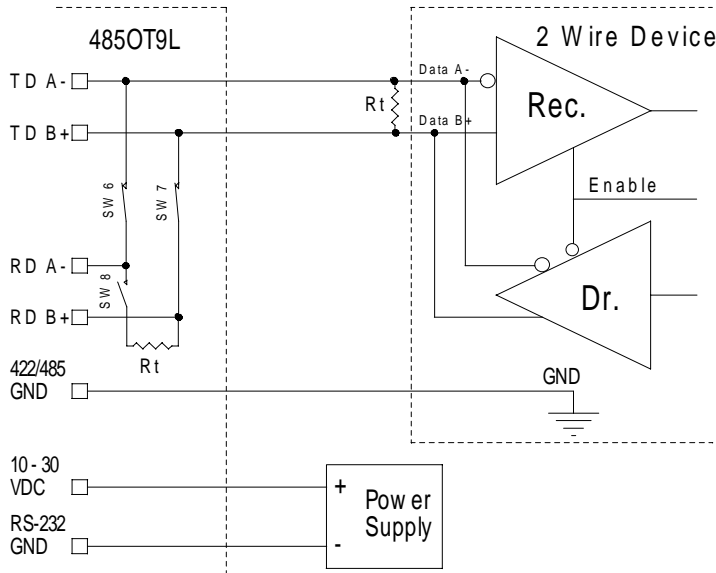 485OT9L
2 Wire Device
TD A-
TD B+
Data A-
Rt
Data B+
Rec.
Enable
SW 6
SW 7
RD A-
SW 8
RD B+
Rt
Dr.
422/485
GND
GND
10 - 30
VDC
RS-232
GND
+
Power
Supply
-